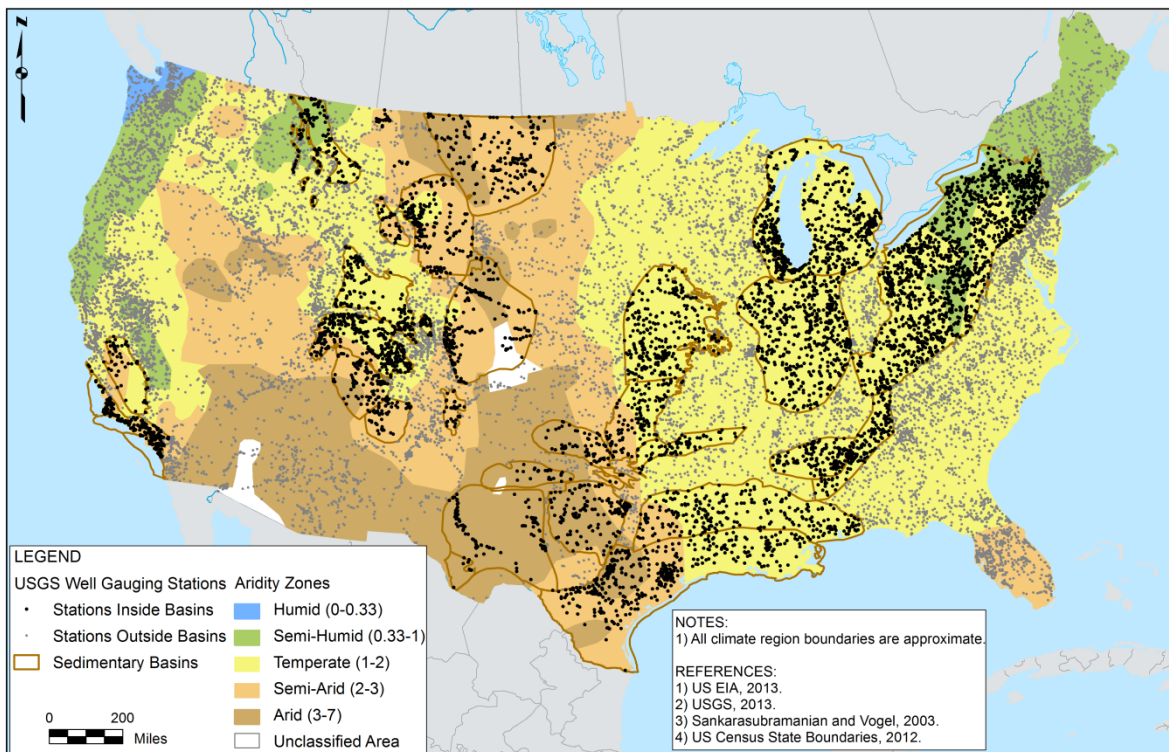 N
LEGEND
USGS Well Gauging Stations
Stations Inside Basins
Stations Outside Basins
Sedimentary Basins
0 200
Miles
Aridity Zones
Humid (0-0.33)
Semi-Humid (0.33-1)
Temperate (1-2)
Semi-Arid (2-3)
Arid (3-7)
Unclassified Area
NOTES:
1) All climate region boundaries are approximate.
REFERENCES:
1) US EIA, 2013.
2) USGS, 2013.
3) Sankarasubramanian and Vogel, 2003.
4) US Census State Boundaries, 2012.